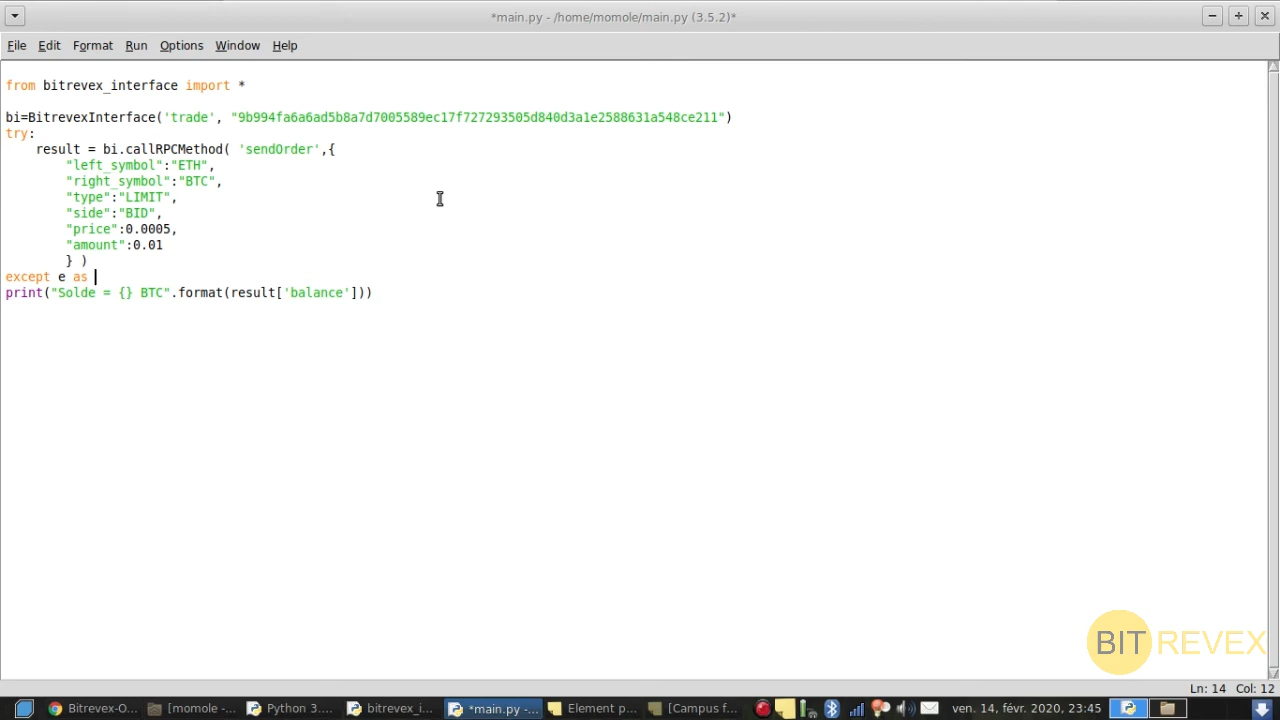 *main.py - /home/momole/main.py (3.5.2)*
File Edit Format Run Options Window Help
from bitrevex_interface import *
bi=BitrevexInterface('trade', "9b994fa6a6ad5b8a7d7005589ec17f727293505d840d3a1e2588631a548ce211")
try:
    result = bi.callRPCMethod( 'sendOrder',{
        "left_symbol":"ETH",
        "right_symbol":"BTC",
        "type":"LIMIT",
        "side":"BID",
        "price":0.0005,
        "amount":0.01
        } )
except e as
print("Solde = {} BTC".format(result['balance']))
BITREVEX
Ln: 14 Col: 12
Bitrevex-O... [momole -... Python 3.... bitrevex_i... *main.py -... Element p... [Campus f... ven. 14, févr. 2020, 23:45